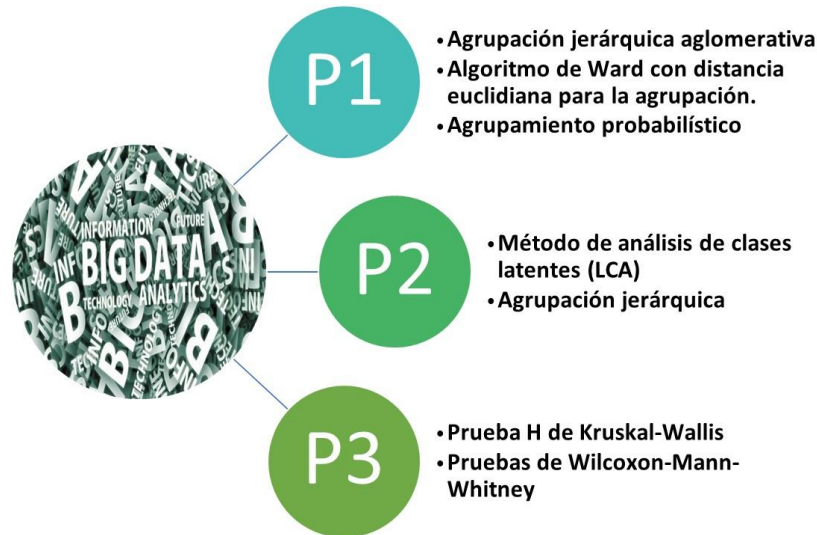 P1
• Agrupación jerárquica aglomerativa
• Algoritmo de Ward con distancia
euclidiana para la agrupación.
• Agrupamiento probabilístico
INFORMATION
FUTURE
BIG DATA
TECHNOLOGY
ANALYTICS
P2
• Método de análisis de clases
latentes (LCA)
• Agrupación jerárquica
P3
• Prueba H de Kruskal-Wallis
• Pruebas de Wilcoxon-Mann-
Whitney